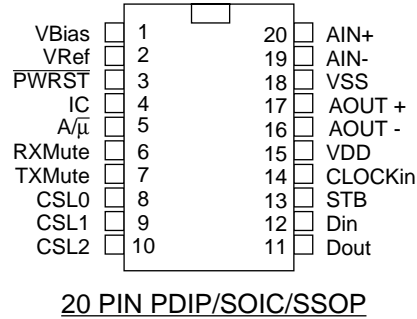 VBias 1 20 AIN+
VRef 2 19 AIN-
PWRST 3 18 VSS
IC 4 17 AOUT +
A/μ 5 16 AOUT -
RXMute 6 15 VDD
TXMute 7 14 CLOCKin
CSL0 8 13 STB
CSL1 9 12 Din
CSL2 10 11 Dout
20 PIN PDIP/SOIC/SSOP